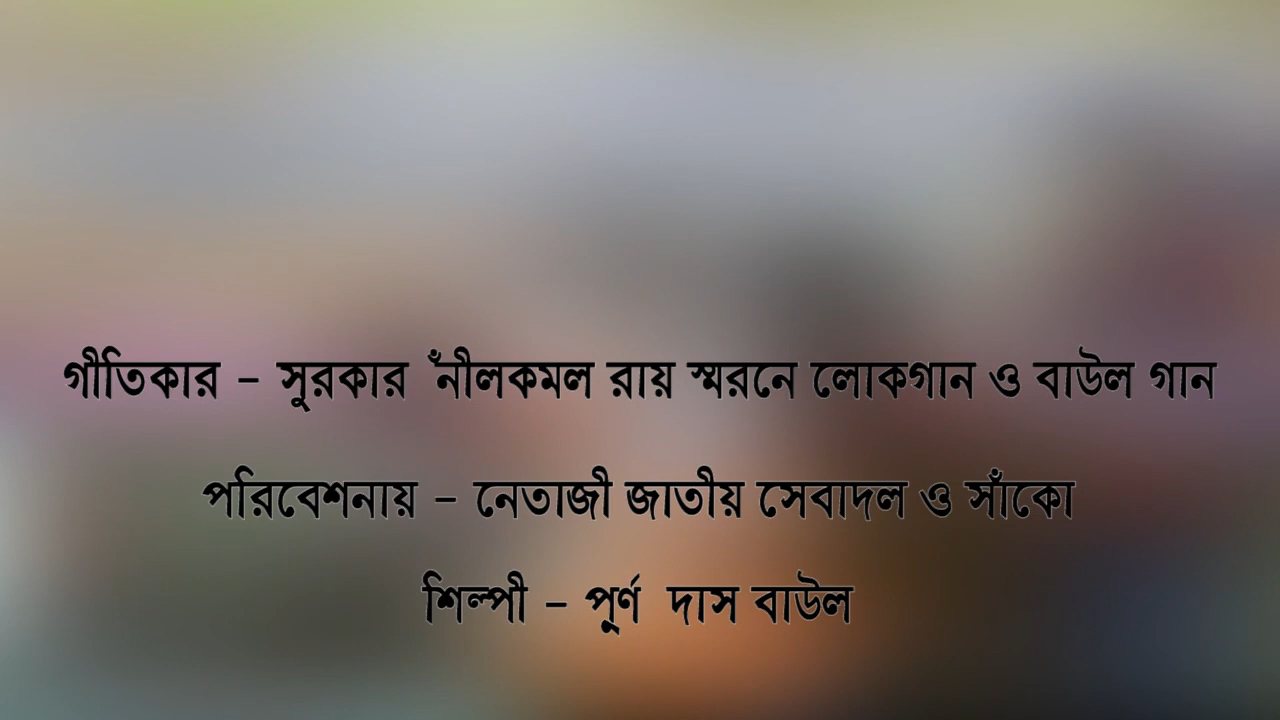 গীতিকার – সুরকার ঁনীলকমল রায় স্মরনে লোকগান ও বাউল গান
পরিবেশনায় – নেতাজী জাতীয় সেবাদল ও সাঁকো
শিল্পী – পুর্ণ দাস বাউল